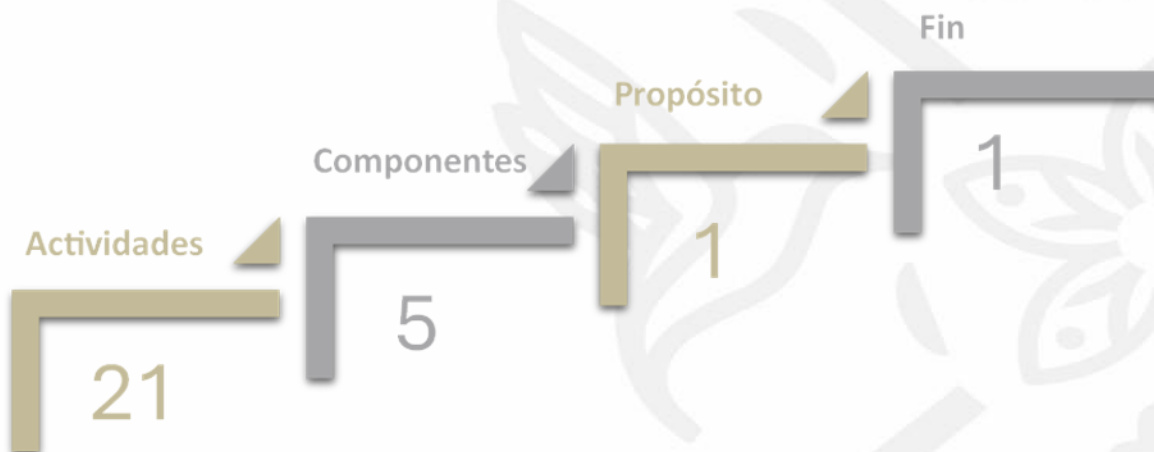 Fin
1
Propósito
1
Componentes
5
Actividades
21